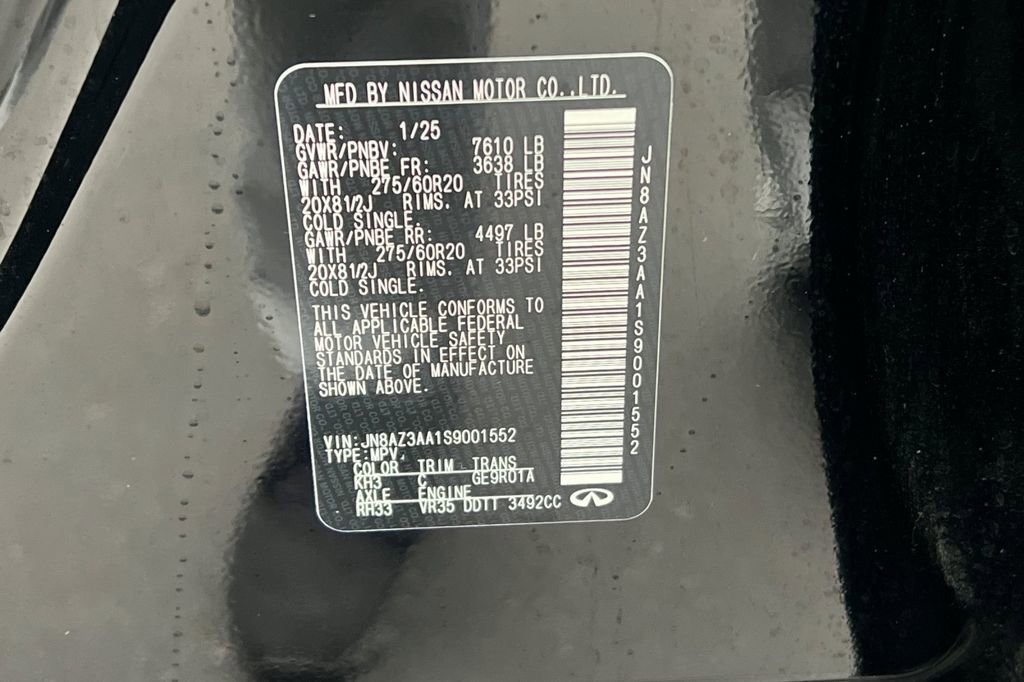 MFD BY NISSAN MOTOR CO.,LTD.
DATE: 1/25
GVWR/PNBV: 7610 LB
GAWR/PNBE FR: 3638 LB
WITH 275/60R20 TIRES
20X81/2J RIMS. AT 33PSI
COLD SINGLE.
GAWR/PNBE RR: 4497 LB
WITH 275/60R20 TIRES
20X81/2J RIMS. AT 33PSI
COLD SINGLE.
THIS VEHICLE CONFORMS TO
ALL APPLICABLE FEDERAL
MOTOR VEHICLE SAFETY
STANDARDS IN EFFECT ON
THE DATE OF MANUFACTURE
SHOWN ABOVE.
VIN:JN8AZ3AA1S9001552
TYPE:MPV.
COLOR TRIM TRANS
KH3 C GE9R01A
AXLE ENGINE
RH33 VR35 DDTT 3492CC
JN8AZ3AA1S9001552